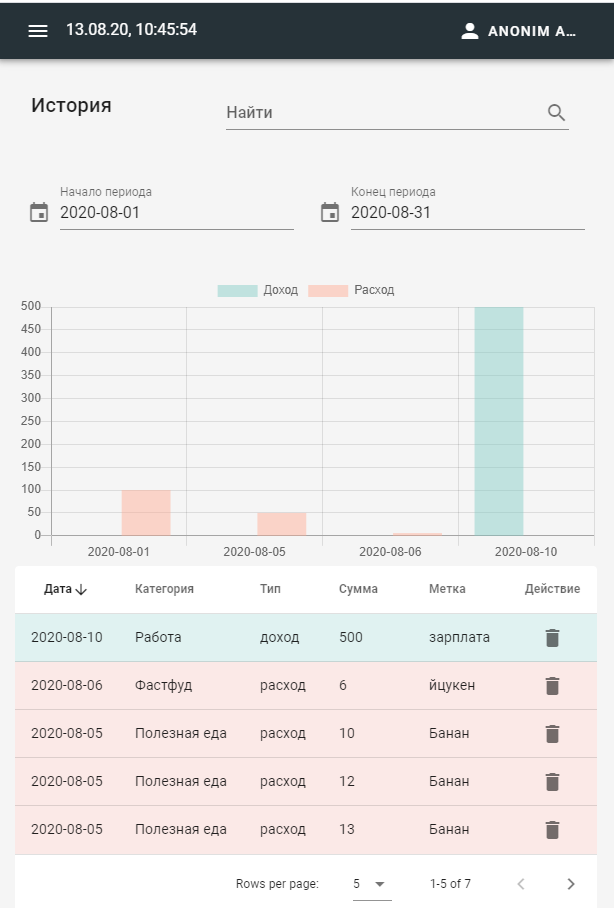 13.08.20, 10:45:54 ANONIM A...
История Найти
Начало периода Конец периода
2020-08-01 2020-08-31
Доход Расход
500
450
400
350
300
250
200
150
100
50
0
2020-08-01 2020-08-05 2020-08-06 2020-08-10
Дата Категория Тип Сумма Метка Действие
2020-08-10 Работа доход 500 зарплата
2020-08-06 Фастфуд расход 6 йцукен
2020-08-05 Полезная еда расход 10 Банан
2020-08-05 Полезная еда расход 12 Банан
2020-08-05 Полезная еда расход 13 Банан
Rows per page: 5 1-5 of 7